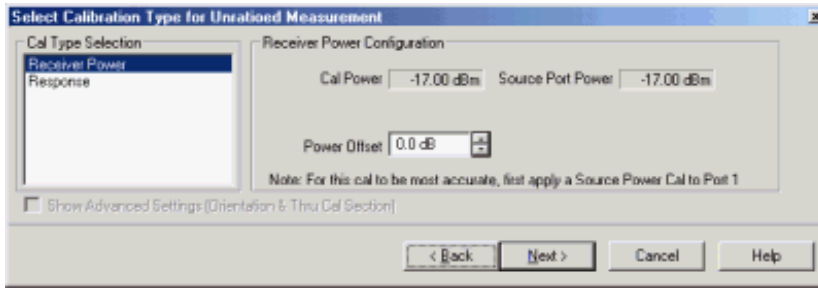 Select Calibration Type for Unratioed Measurement
Cal Type Selection
Receiver Power
Response
Receiver Power Configuration
Cal Power -17.00 dBm Source Port Power -17.00 dBm
Power Offset 0.0 dB
Note: For this cal to be most accurate, first apply a Source Power Cal to Port 1
Show Advanced Settings (Orientation & Thru Cal Section)
< Back Next > Cancel Help